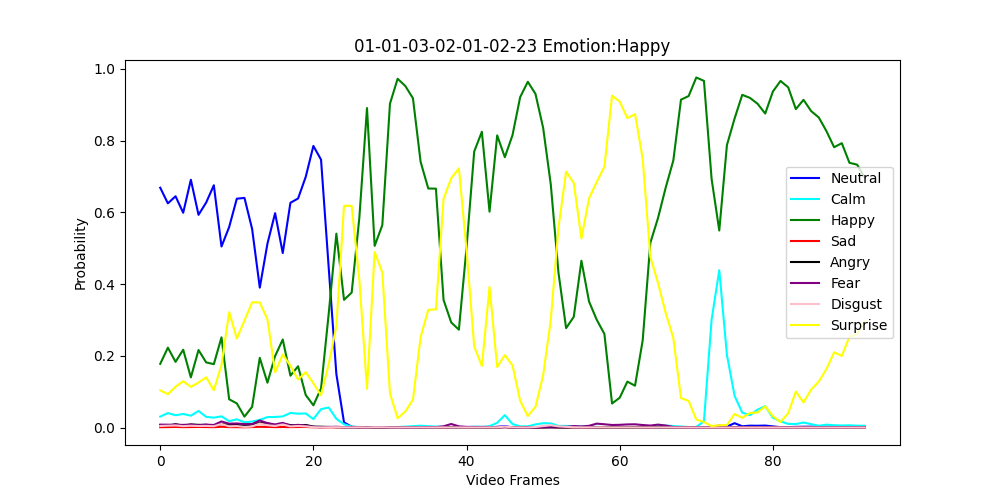 01-01-03-02-01-02-23 Emotion:Happy
1.0
0.8
0.6
0.4
0.2
0.0
Probability
0 20 40 60 80
Video Frames
Neutral
Calm
Happy
Sad
Angry
Fear
Disgust
Surprise